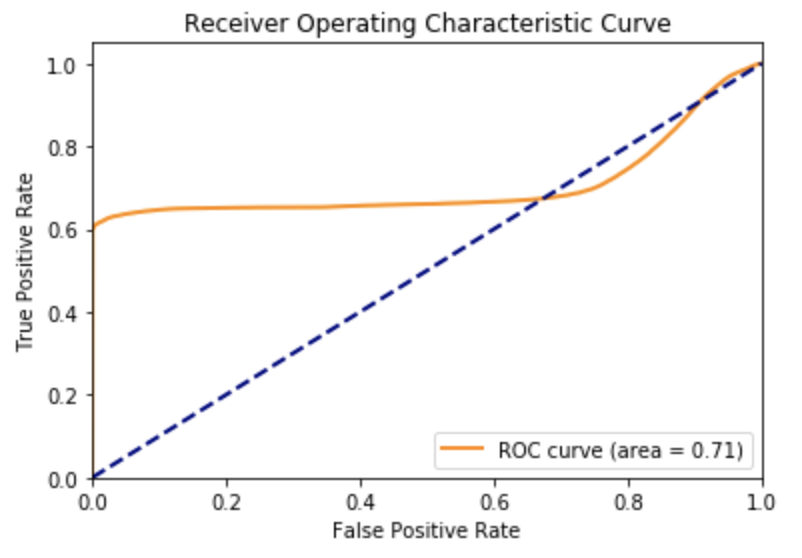 Receiver Operating Characteristic Curve
1.0
0.8
0.6
0.4
0.2
0.0
True Positive Rate
ROC curve (area = 0.71)
0.0 0.2 0.4 0.6 0.8 1.0
False Positive Rate